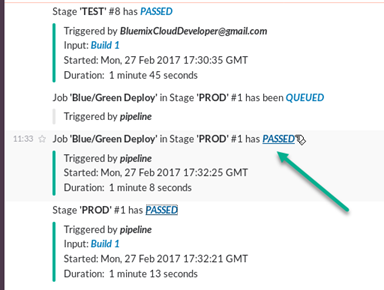 Stage 'TEST' #8 has PASSED
Triggered by BluemixCloudDeveloper@gmail.com
Input: Build 1
Started: Mon, 27 Feb 2017 17:30:35 GMT
Duration: 1 minute 45 seconds
Job 'Blue/Green Deploy' in Stage 'PROD' #1 has been QUEUED
Triggered by pipeline
11:33 Job 'Blue/Green Deploy' in Stage 'PROD' #1 has PASSED
Triggered by pipeline
Started: Mon, 27 Feb 2017 17:32:25 GMT
Duration: 1 minute 8 seconds
Stage 'PROD' #1 has PASSED
Triggered by pipeline
Input: Build 1
Started: Mon, 27 Feb 2017 17:32:21 GMT
Duration: 1 minute 13 seconds